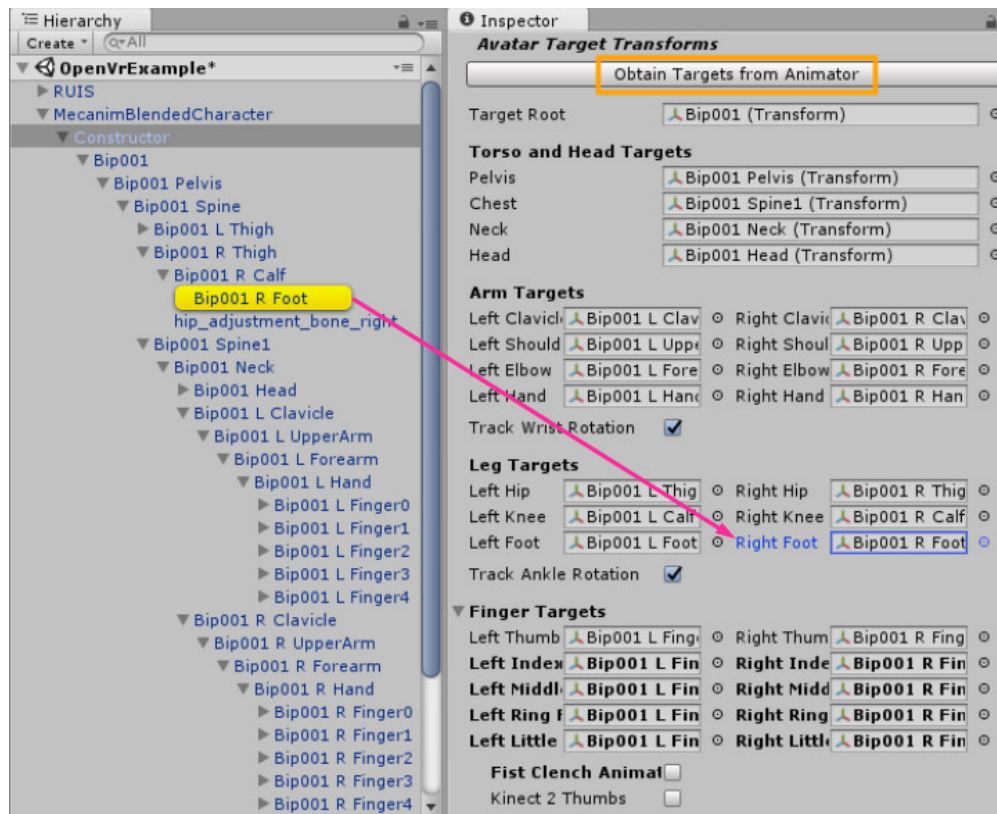 Hierarchy
Create
All
OpenVrExample*
RUIS
MecanimBlendedCharacter
Constructor
Bip001
Bip001 Pelvis
Bip001 Spine
Bip001 L Thigh
Bip001 R Thigh
Bip001 R Calf
Bip001 R Foot
hip_adjustment_bone_right
Bip001 Spine1
Bip001 Neck
Bip001 Head
Bip001 L Clavicle
Bip001 L UpperArm
Bip001 L Forearm
Bip001 L Hand
Bip001 L Finger0
Bip001 L Finger1
Bip001 L Finger2
Bip001 L Finger3
Bip001 L Finger4
Bip001 R Clavicle
Bip001 R UpperArm
Bip001 R Forearm
Bip001 R Hand
Bip001 R Finger0
Bip001 R Finger1
Bip001 R Finger2
Bip001 R Finger3
Bip001 R Finger4
Inspector
Avatar Target Transforms
Obtain Targets from Animator
Target Root Bip001 (Transform)
Torso and Head Targets
Pelvis Bip001 Pelvis (Transform)
Chest Bip001 Spine1 (Transform)
Neck Bip001 Neck (Transform)
Head Bip001 Head (Transform)
Arm Targets
Left Clavicl Bip001 L Clav Right Clavic Bip001 R Clav
Left Should Bip001 L Uppe Right Shoul Bip001 R Upp
Left Elbow Bip001 L Fore Right Elbow Bip001 R Fore
Left Hand Bip001 L Hand Right Hand Bip001 R Han
Track Wrist Rotation
Leg Targets
Left Hip Bip001 L Thig Right Hip Bip001 R Thig
Left Knee Bip001 L Calf Right Knee Bip001 R Calf
Left Foot Bip001 L Foot Right Foot Bip001 R Foot
Track Ankle Rotation
Finger Targets
Left Thumb Bip001 L Fing Right Thum Bip001 R Fing
Left Index Bip001 L Fin Right Inde Bip001 R Fin
Left Middl Bip001 L Fin Right Midd Bip001 R Fin
Left Ring F Bip001 L Fin Right Ring Bip001 R Fin
Left Little Bip001 L Fin Right Littl Bip001 R Fin
Fist Clench Animat
Kinect 2 Thumbs